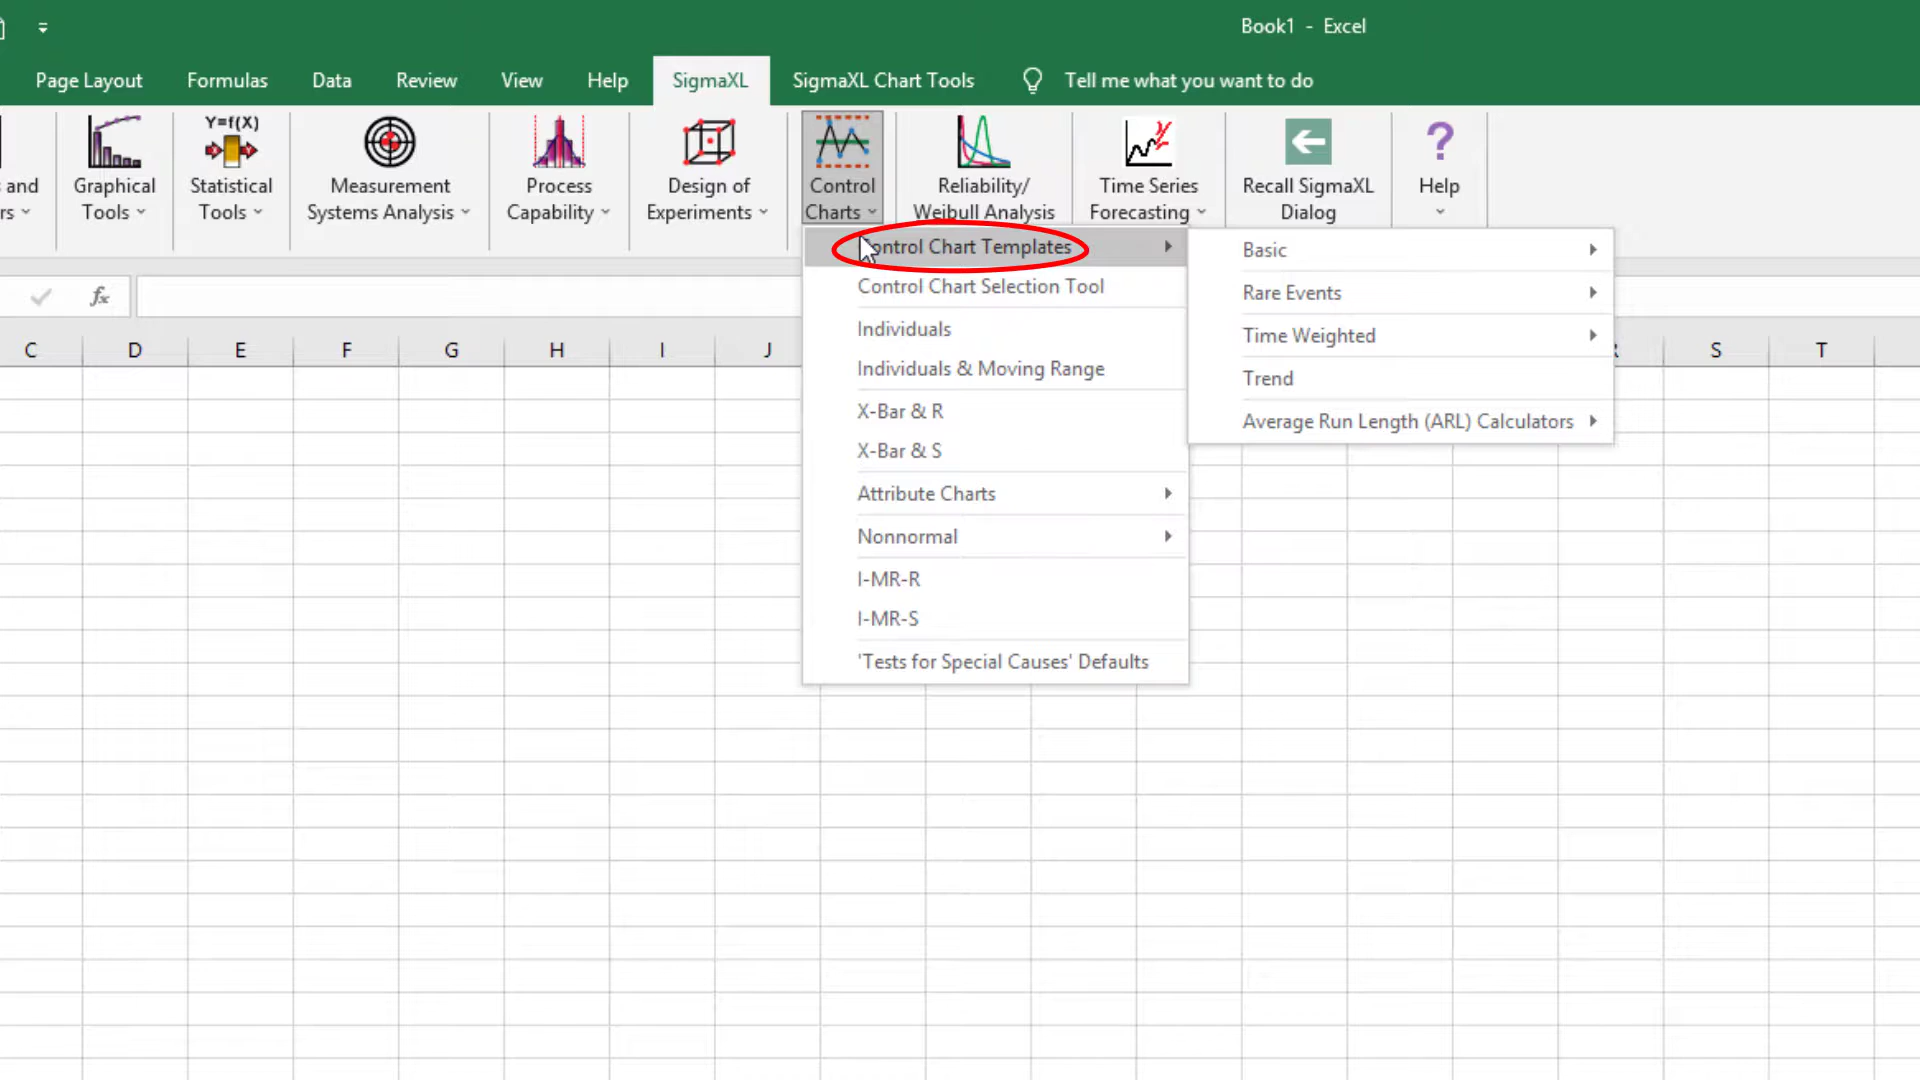 Book1 - Excel
Page Layout Formulas Data Review View Help SigmaXL SigmaXL Chart Tools Tell me what you want to do
Y=f(X)
and Graphical Statistical Measurement Process Design of Control Reliability/ Time Series Recall SigmaXL Help
Tools Tools Systems Analysis Capability Experiments Charts Weibull Analysis Forecasting Dialog
Control Chart Templates
Control Chart Selection Tool
Individuals
Individuals & Moving Range
X-Bar & R
X-Bar & S
Attribute Charts
Nonnormal
I-MR-R
I-MR-S
'Tests for Special Causes' Defaults
Basic
Rare Events
Time Weighted
Trend
Average Run Length (ARL) Calculators
fx
C D E F G H I J S T